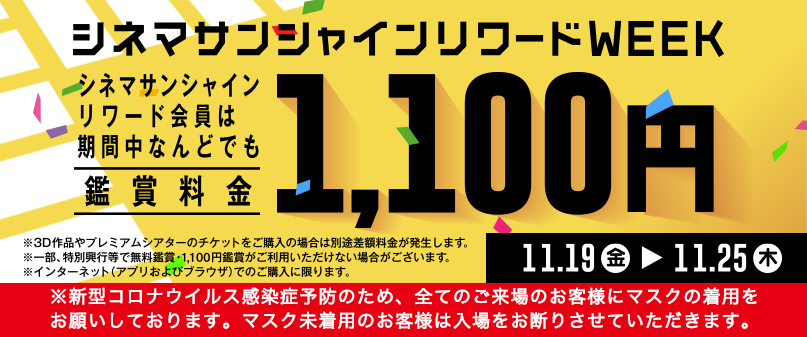 シネマサンシャインリワードWEEK
シネマサンシャイン
リワード会員は
期間中なんどでも
鑑賞料金
1,100円
※3D作品やプレミアムシアターのチケットをご購入の場合は別途差額料金が発生します。
※一部、特別興行等で無料鑑賞・1,100円鑑賞がご利用いただけない場合がございます。
※インターネット(アプリおよびブラウザ)でのご購入に限ります。
11.19金▶11.25木
※新型コロナウイルス感染症予防のため、全てのご来場のお客様にマスクの着用を
お願いしております。マスク未着用のお客様は入場をお断りさせていただきます。